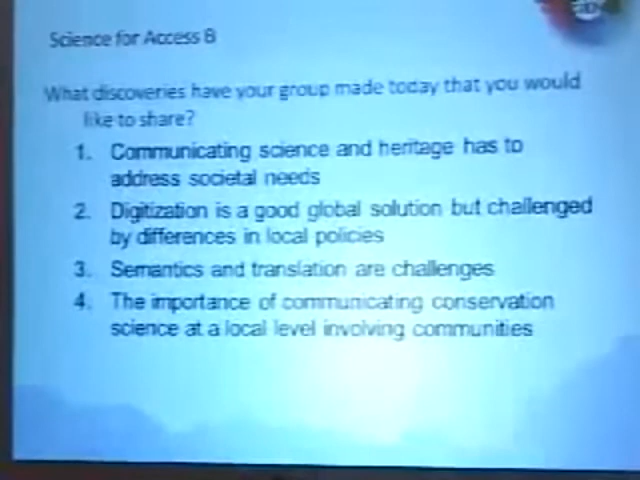 Science for Access B
What discoveries have your group made today that you would
like to share?
1. Communicating science and heritage has to
address societal needs
2. Digitization is a good global solution but challenged
by differences in local policies
3. Semantics and translation are challenges
4. The importance of communicating conservation
science at a local level involving communities